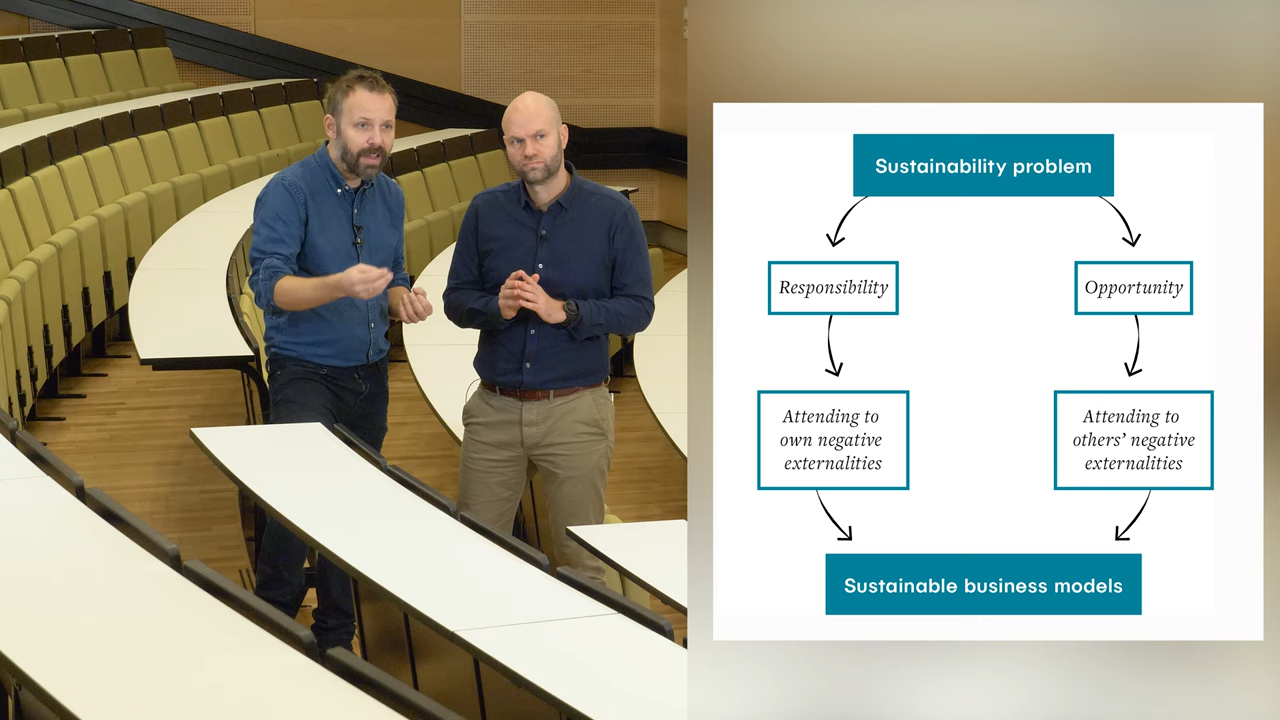 Sustainability problem
Responsibility
Opportunity
Attending to
own negative
externalities
Attending to
others’ negative
externalities
Sustainable business models